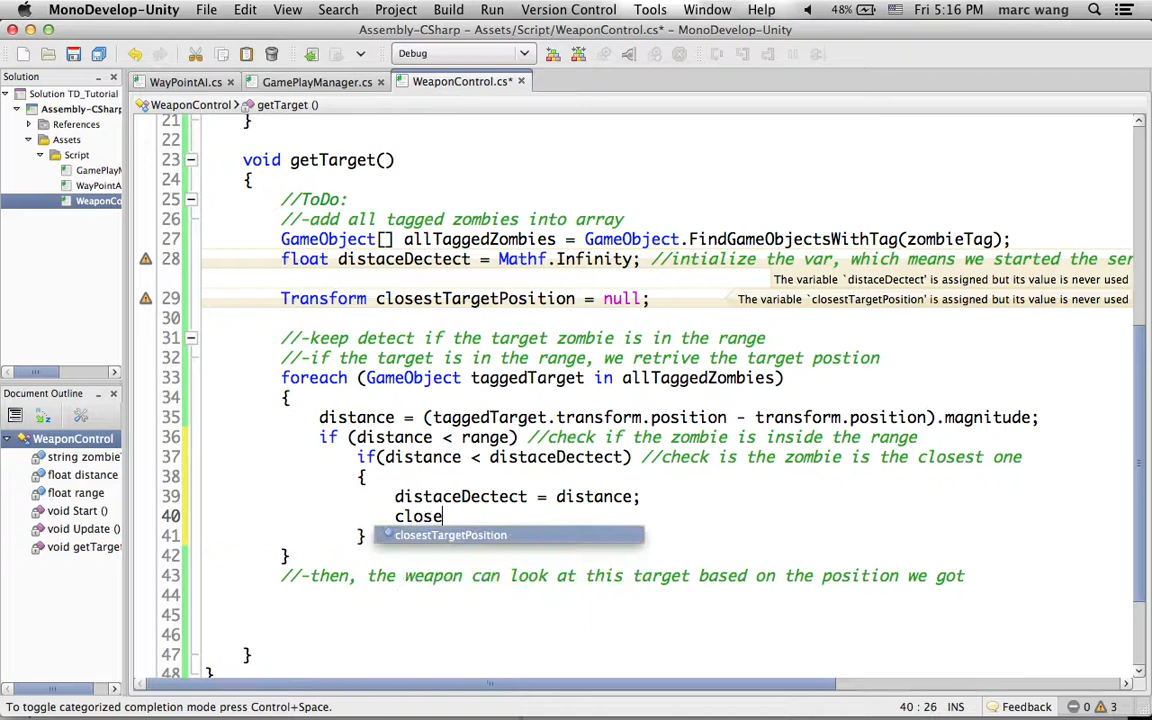 MonoDevelop-Unity File Edit View Search Project Build Run Version Control Tools Window Help 48% Fri 5:16 PM marc wang
Assembly-CSharp - Assets/Script/WeaponControl.cs* - MonoDevelop-Unity
Debug
Solution
Solution TD_Tutorial
Assembly-CSharp
References
Assets
Script
GamePlayM
WayPointA
WeaponCo
Document Outline
WeaponControl
string zombie
float distance
float range
void Start ()
void Update ()
void getTarget
WayPointAI.cs GamePlayManager.cs WeaponControl.cs*
WeaponControl getTarget ()
21 }
22
23 void getTarget()
24 {
25 //ToDo:
26 //-add all tagged zombies into array
27 GameObject[] allTaggedZombies = GameObject.FindGameObjectsWithTag(zombieTag);
28 float distaceDectect = Mathf.Infinity; //intialize the var, which means we started the ser
The variable `distaceDectect' is assigned but its value is never used
29 Transform closestTargetPosition = null; The variable `closestTargetPosition' is assigned but its value is never used
30
31 //-keep detect if the target zombie is in the range
32 //-if the target is in the range, we retrive the target postion
33 foreach (GameObject taggedTarget in allTaggedZombies)
34 {
35 distance = (taggedTarget.transform.position - transform.position).magnitude;
36 if (distance < range) //check if the zombie is inside the range
37 if(distance < distaceDectect) //check is the zombie is the closest one
38 {
39 distaceDectect = distance;
40 close
closestTargetPosition
41 }
42 }
43 //-then, the weapon can look at this target based on the position we got
44
45
46
47 }
48 }
To toggle categorized completion mode press Control+Space. 40 : 26 INS Feedback 0 3